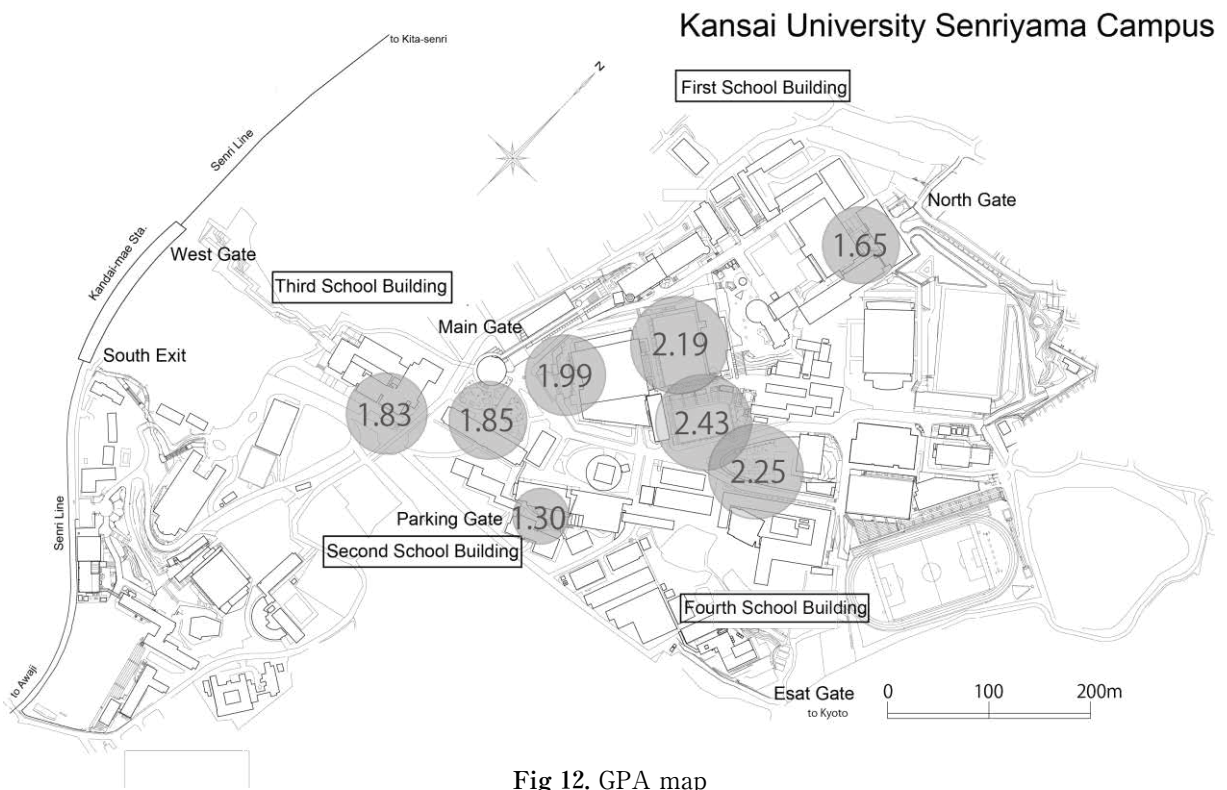 Kansai University Senriyama Campus
to Kita-senri
N
First School Building
Senri Line
North Gate
Kandai-mae Sta.
West Gate
1.65
Third School Building
Main Gate
2.19
South Exit
1.99
1.83
1.85
2.43
2.25
Senri Line
Parking Gate
1.30
Second School Building
Fourth School Building
to Awaji
Esat Gate
to Kyoto
0 100 200m
Fig 12. GPA map